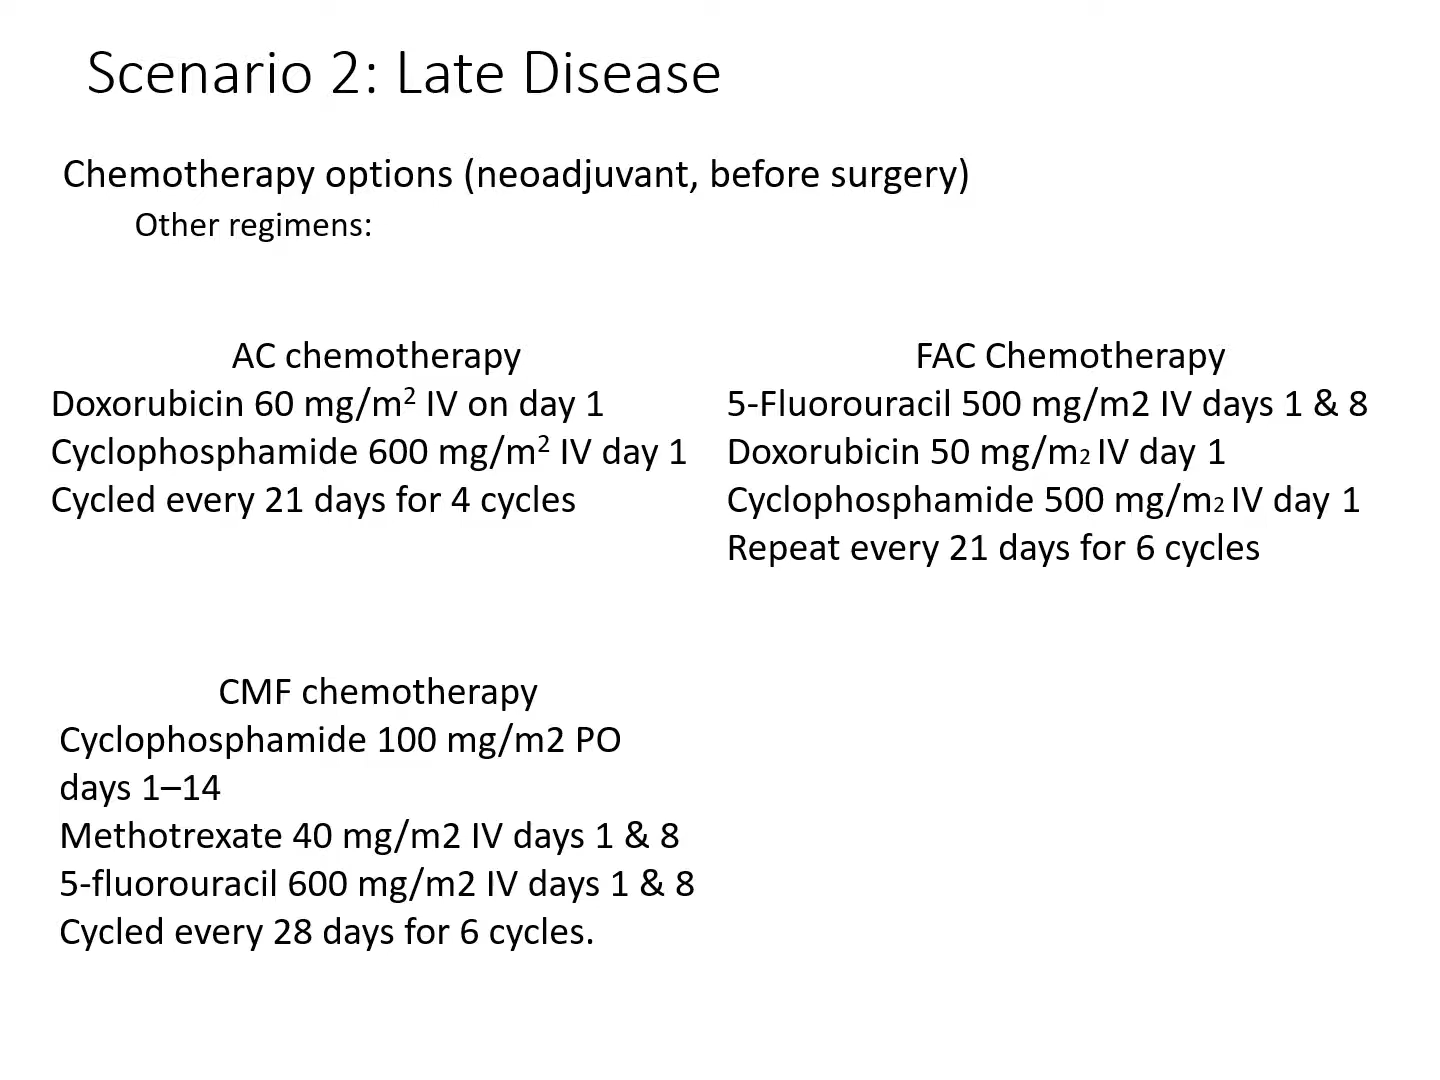 Scenario 2: Late Disease
Chemotherapy options (neoadjuvant, before surgery)
Other regimens:
AC chemotherapy
Doxorubicin 60 mg/m² IV on day 1
Cyclophosphamide 600 mg/m² IV day 1
Cycled every 21 days for 4 cycles
FAC Chemotherapy
5-Fluorouracil 500 mg/m2 IV days 1 & 8
Doxorubicin 50 mg/m₂ IV day 1
Cyclophosphamide 500 mg/m₂ IV day 1
Repeat every 21 days for 6 cycles
CMF chemotherapy
Cyclophosphamide 100 mg/m2 PO
days 1–14
Methotrexate 40 mg/m2 IV days 1 & 8
5-fluorouracil 600 mg/m2 IV days 1 & 8
Cycled every 28 days for 6 cycles.